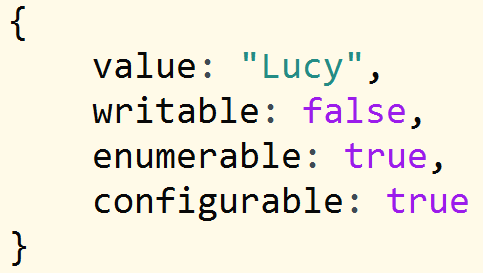 {
    value: "Lucy",
    writable: false,
    enumerable: true,
    configurable: true
}